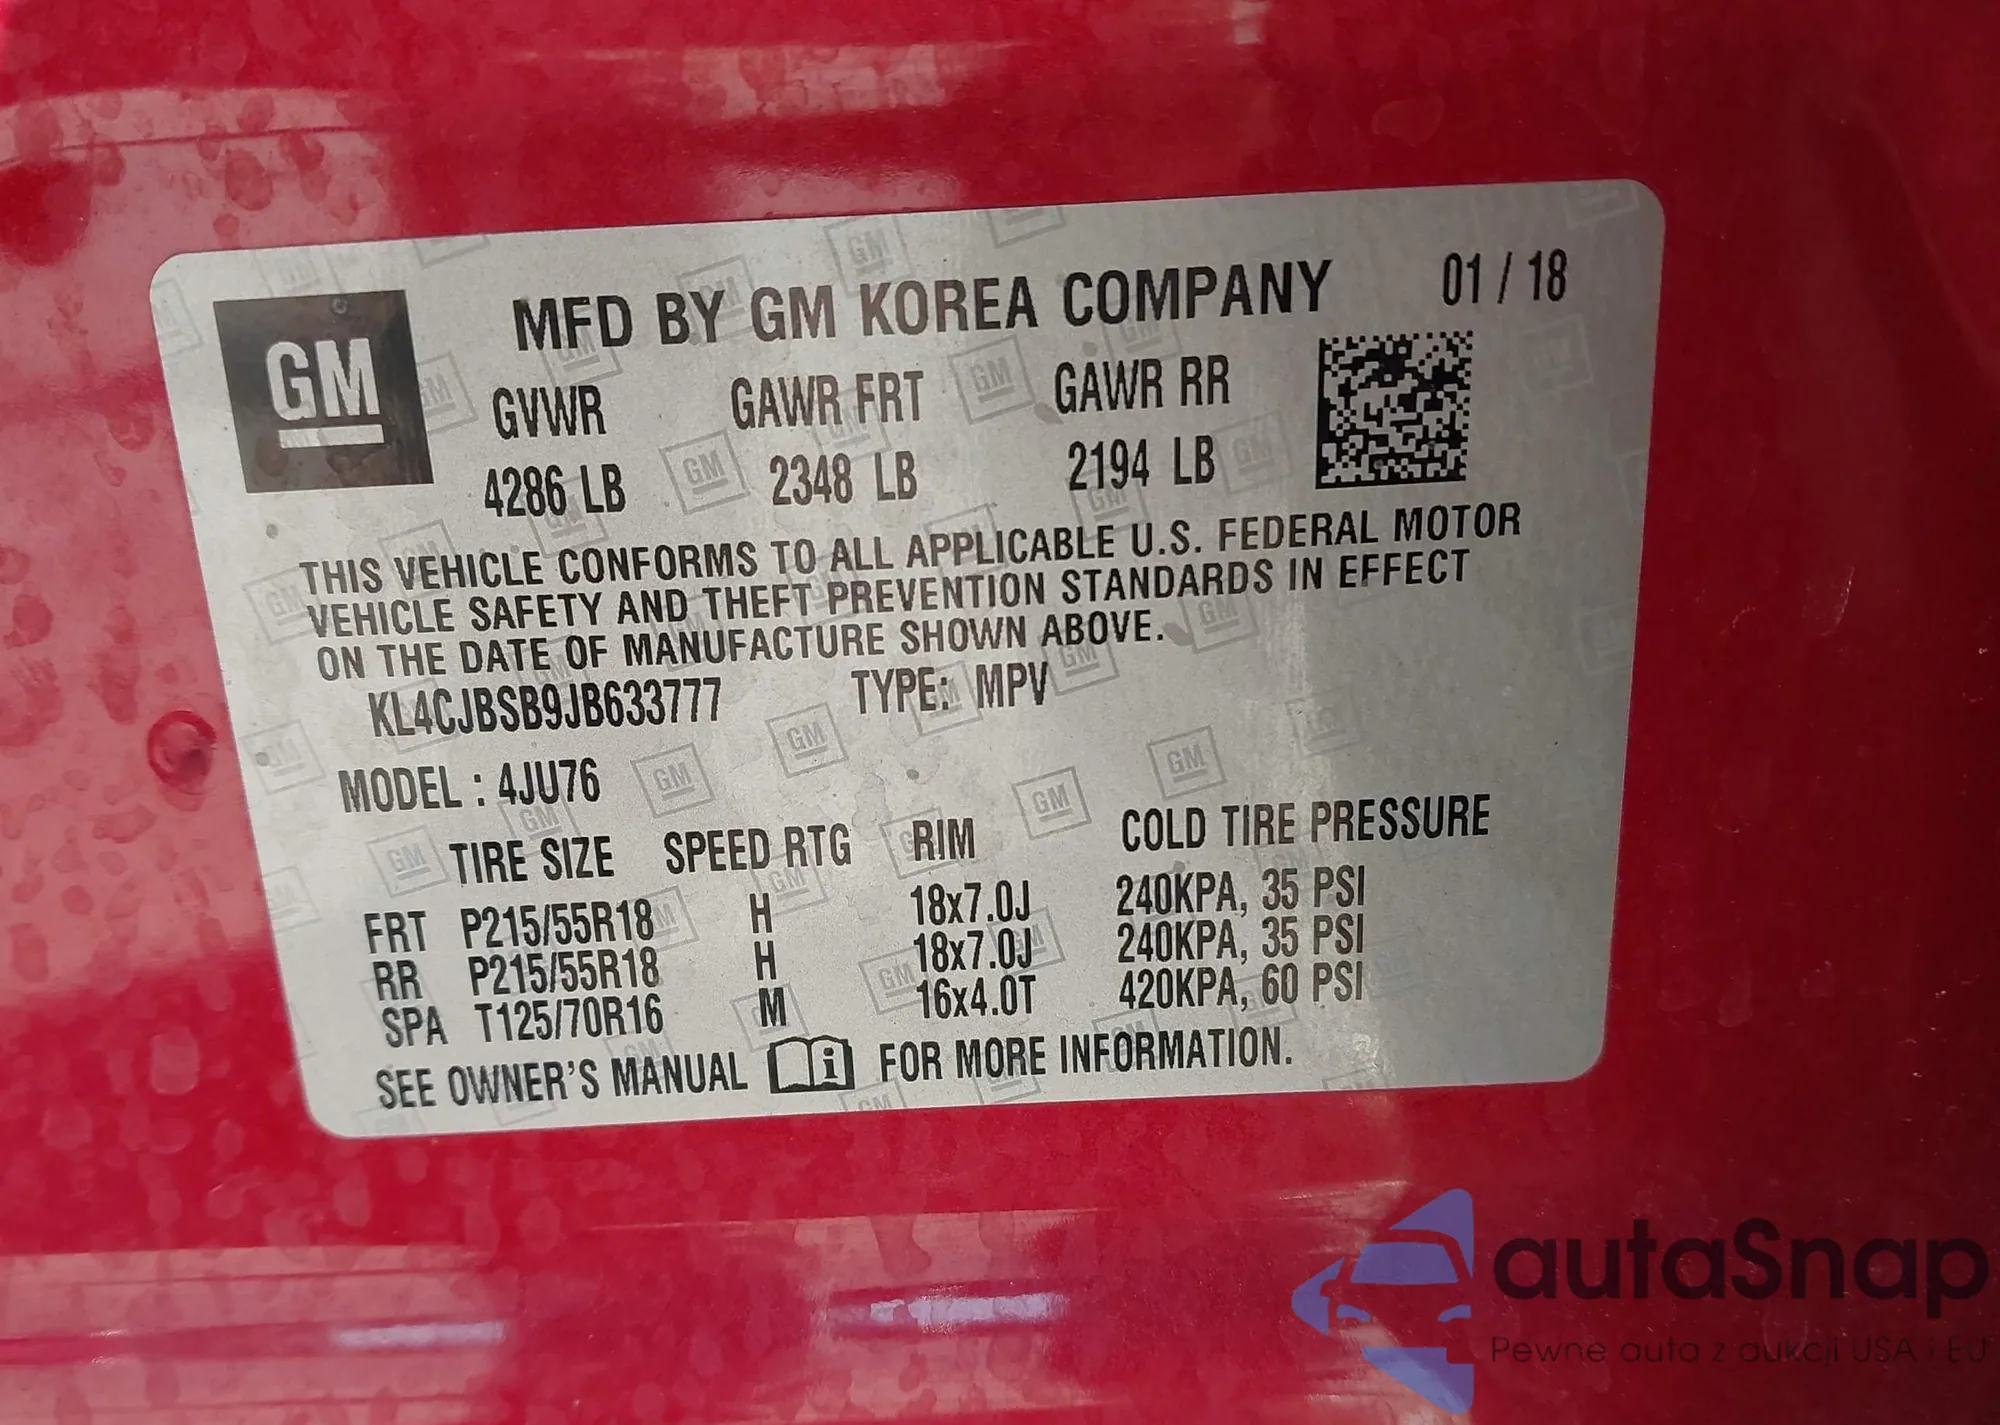 GM
MFD BY GM KOREA COMPANY 01 / 18
GVWR GAWR FRT GAWR RR
4286 LB 2348 LB 2194 LB
THIS VEHICLE CONFORMS TO ALL APPLICABLE U.S. FEDERAL MOTOR
VEHICLE SAFETY AND THEFT PREVENTION STANDARDS IN EFFECT
ON THE DATE OF MANUFACTURE SHOWN ABOVE.
KL4CJBSB9JB633777 TYPE: MPV
MODEL : 4JU76
TIRE SIZE SPEED RTG RIM COLD TIRE PRESSURE
FRT P215/55R18 H 18x7.0J 240KPA, 35 PSI
RR P215/55R18 H 18x7.0J 240KPA, 35 PSI
SPA T125/70R16 M 16x4.0T 420KPA, 60 PSI
SEE OWNER'S MANUAL i FOR MORE INFORMATION.
autaSnap
Pewne auta z aukcji USA i EU